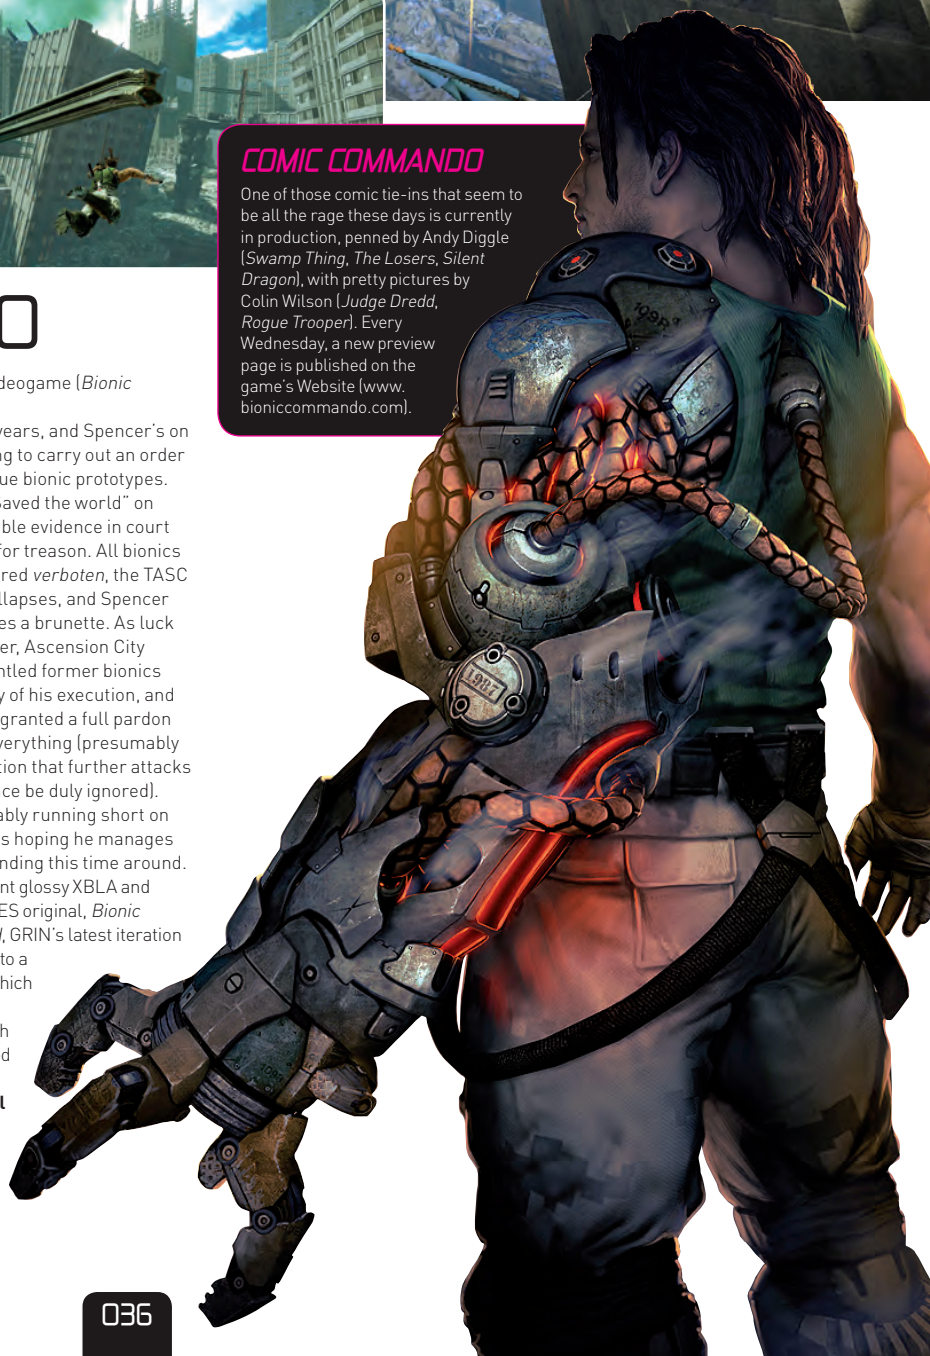 COMIC COMMANDO
One of those comic tie-ins that seem to
be all the rage these days is currently
in production, penned by Andy Diggle
(Swamp Thing, The Losers, Silent
Dragon), with pretty pictures by
Colin Wilson (Judge Dredd,
Rogue Trooper). Every
Wednesday, a new preview
page is published on the
game's Website (www.
bioniccommando.com).
O
deogame (Bionic
years, and Spencer's on
ng to carry out an order
ue bionic prototypes.
Saved the world" on
ble evidence in court
for treason. All bionics
red verboten, the TASC
llapses, and Spencer
es a brunette. As luck
er, Ascension City
ntled former bionics
y of his execution, and
granted a full pardon
verything (presumably
tion that further attacks
ce be duly ignored).
ably running short on
s hoping he manages
nding this time around.
nt glossy XBLA and
ES original, Bionic
d, GRIN's latest iteration
to a
hich
h
d
l
1987
036